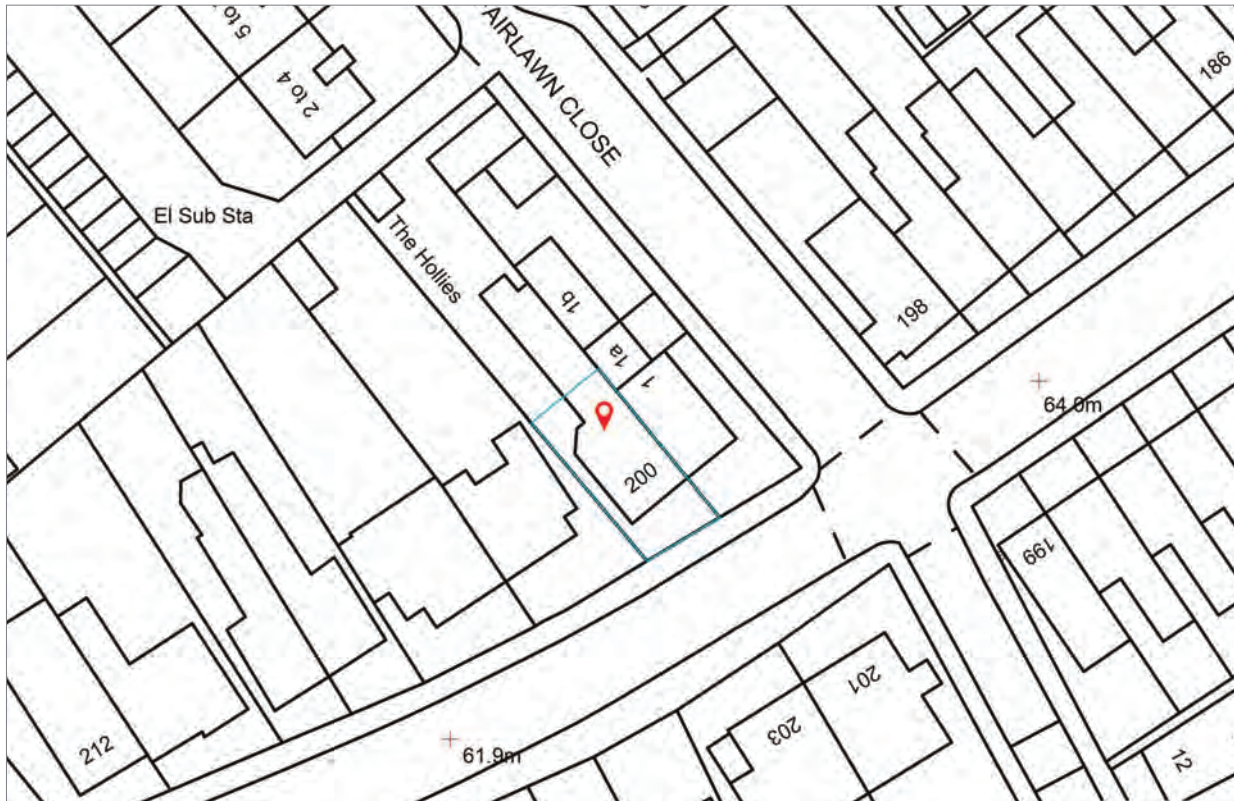 5 to
2 to 4
AIRLAWN CLOSE
186
El Sub Sta
The Hollies
1b
1a
1
198
64.0m
200
199
201
203
212
61.9m
12